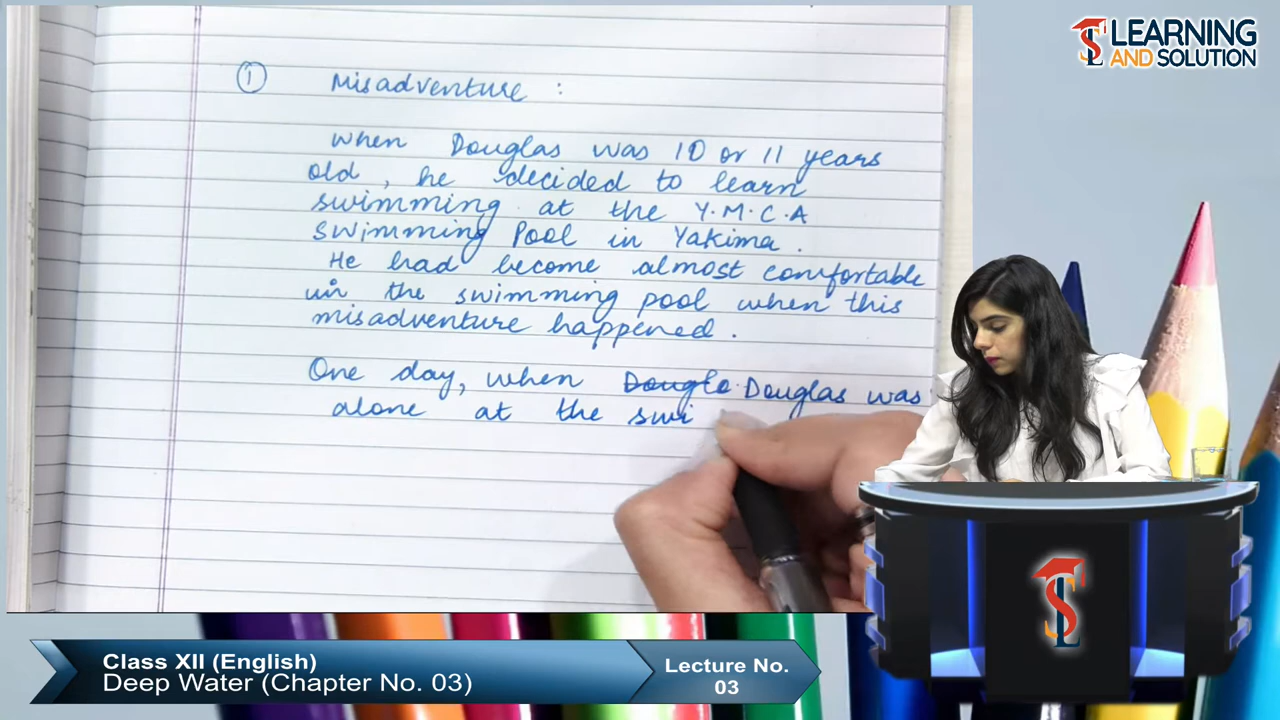 LEARNING
AND SOLUTION
① Misadventure :
When Douglas was 10 or 11 years
old, he decided to learn
swimming at the Y.M.C.A
swimming Pool in Yakima.
He had become almost comfortable
in the swimming pool when this
misadventure happened.
One day, when Dougla Douglas was
alone at the swi
Class XII (English)
Deep Water (Chapter No. 03)
Lecture No.
03